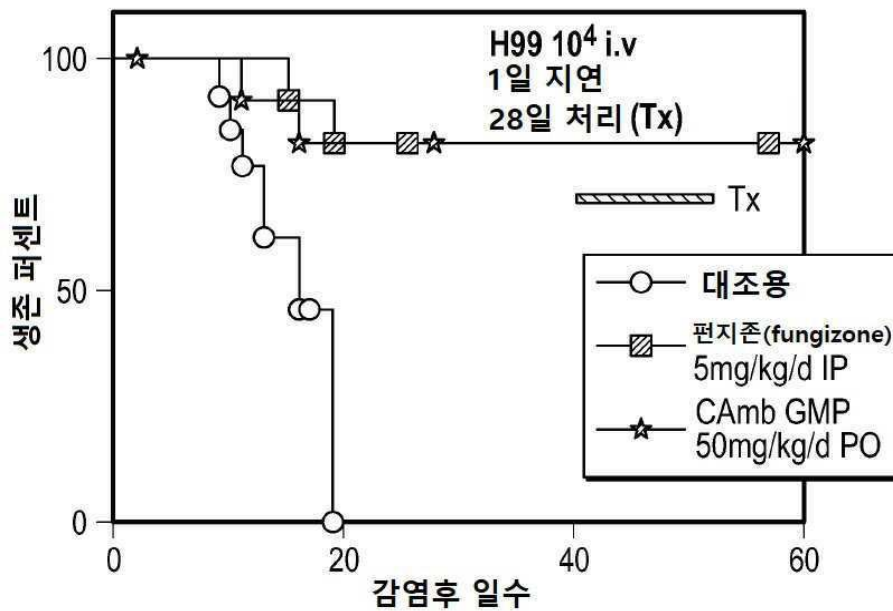 H99 10⁴ i.v
1일 지연
28일 처리 (Tx)
Tx
대조용
펀지존(fungizone)
5mg/kg/d IP
CAmb GMP
50mg/kg/d PO
생존 퍼센트
100
50
0
0 20 40 60
감염후 일수